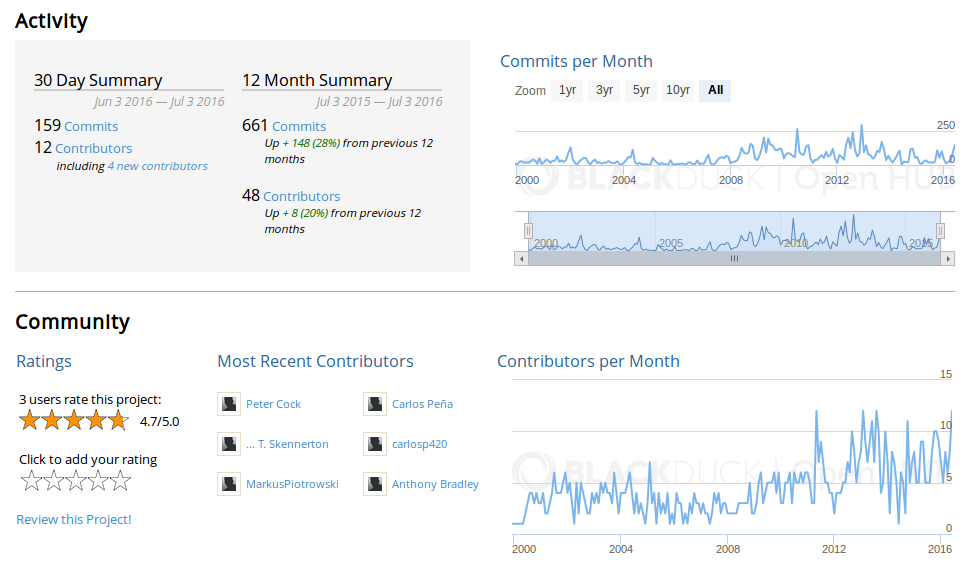 Activity
30 Day Summary
Jun 3 2016 — Jul 3 2016
159 Commits
12 Contributors
including 4 new contributors
12 Month Summary
Jul 3 2015 — Jul 3 2016
661 Commits
Up + 148 (28%) from previous 12
months
48 Contributors
Up + 8 (20%) from previous 12
months
Commits per Month
Zoom 1yr 3yr 5yr 10yr All
250
0
2000 2004 2008 2012 2016
BLACKDUCK | Open HUB
2000 2005 2010 2015
Community
Ratings
3 users rate this project:
4.7/5.0
Click to add your rating
Review this Project!
Most Recent Contributors
Peter Cock Carlos Peña
... T. Skennerton carlosp420
MarkusPiotrowski Anthony Bradley
Contributors per Month
15
10
BLACKDUCK | Open
5
0
2000 2004 2008 2012 2016